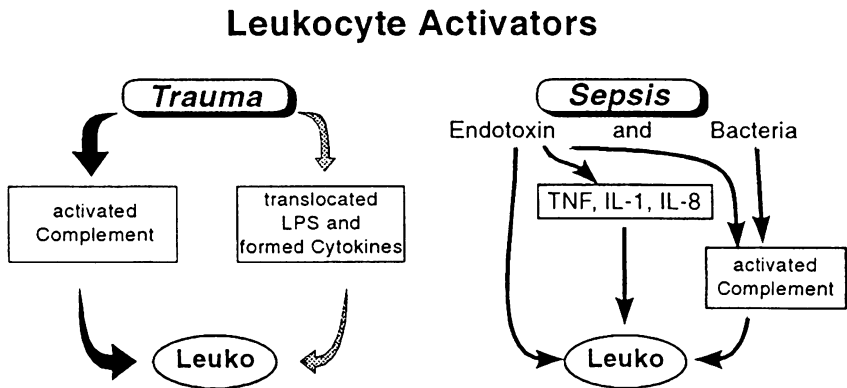 Leukocyte Activators
Trauma
activated
Complement
translocated
LPS and
formed Cytokines
Leuko
Sepsis
Endotoxin and Bacteria
TNF, IL-1, IL-8
activated
Complement
Leuko